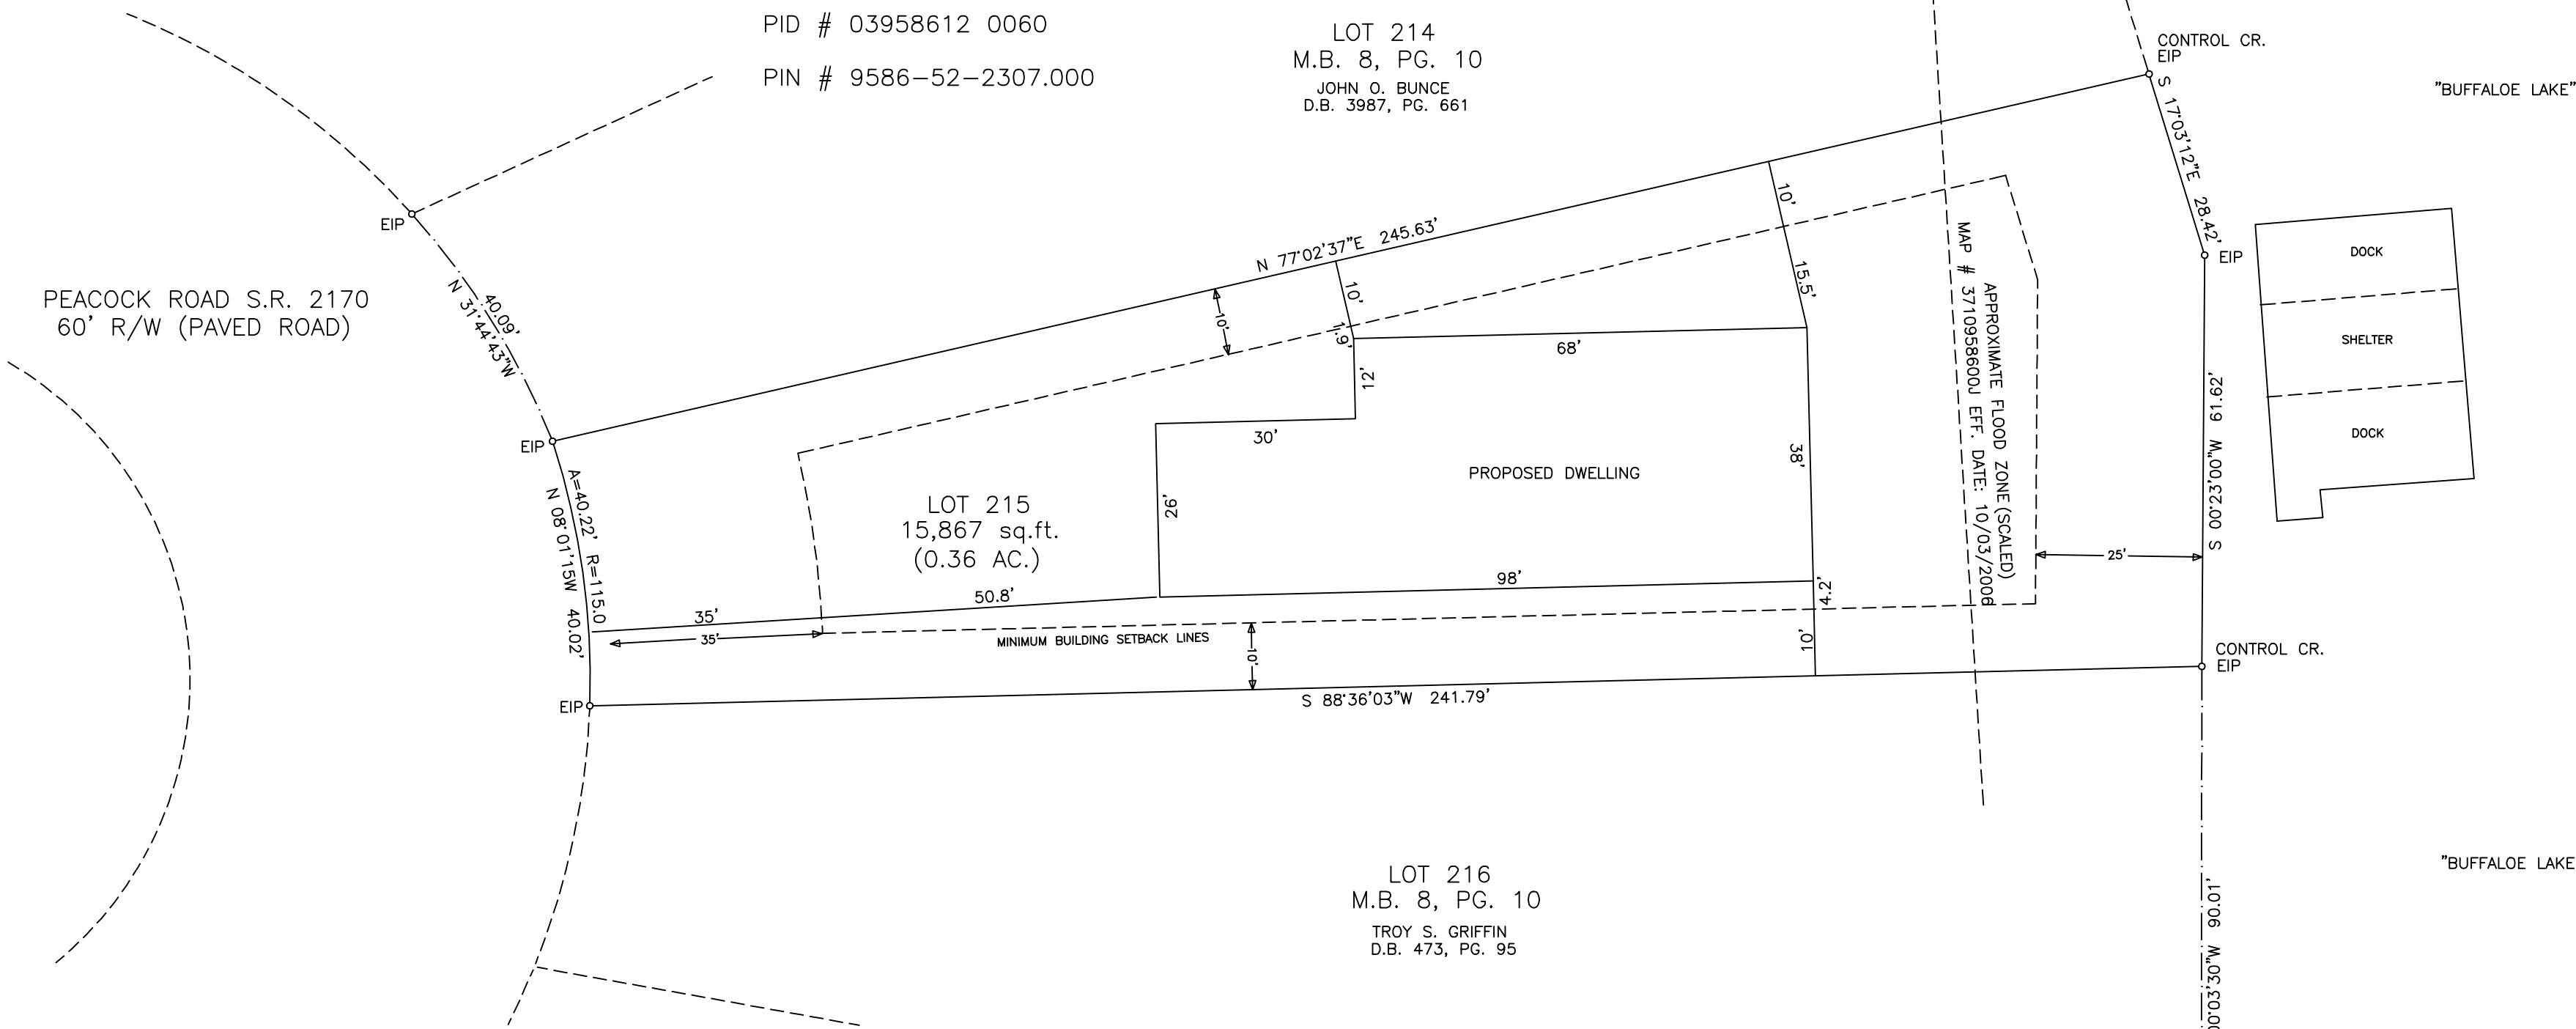 PID # 03958612 0060
PIN # 9586-52-2307.000
LOT 214
M.B. 8, PG. 10
JOHN O. BUNCE
D.B. 3987, PG. 661
CONTROL CR.
EIP
"BUFFALOE LAKE"
S 17°03'12"E 28.42'
EIP
EIP
PEACOCK ROAD S.R. 2170
60' R/W (PAVED ROAD)
40.09'
N 31°44'43"W
N 77°02'37"E 245.63'
10'
10'
1.9'
10'
15.5'
68'
12'
30'
26'
38'
PROPOSED DWELLING
MAP # 3710958600J EFF. DATE: 10/03/2006
APPROXIMATE FLOOD ZONE(SCALED)
DOCK
SHELTER
DOCK
S 00°23'00"W 61.62'
25'
EIP
A=40.22' R=115.0
N 08°01'15W 40.02'
LOT 215
15,867 sq.ft.
(0.36 AC.)
35'
50.8'
98'
4.2'
35'
MINIMUM BUILDING SETBACK LINES
10'
10'
CONTROL CR.
EIP
EIP
S 88°36'03"W 241.79'
LOT 216
M.B. 8, PG. 10
TROY S. GRIFFIN
D.B. 473, PG. 95
"BUFFALOE LAKE
00°03'30"W 90.01'